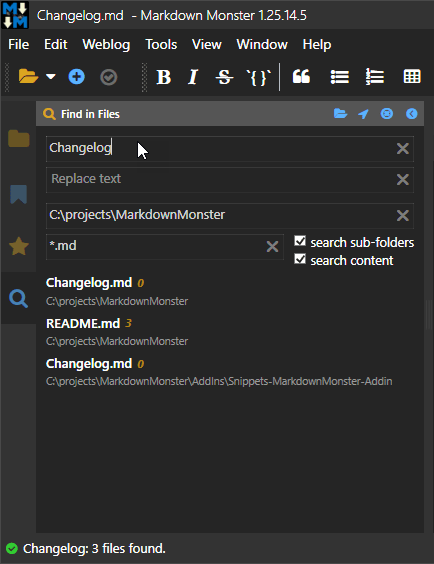 Changelog.md - Markdown Monster 1.25.14.5
File Edit Weblog Tools View Window Help
B I S `{}`
Find in Files
Changelog
Replace text
C:\projects\MarkdownMonster
*.md
search sub-folders
search content
Changelog.md 0
C:\projects\MarkdownMonster
README.md 3
C:\projects\MarkdownMonster
Changelog.md 0
C:\projects\MarkdownMonster\AddIns\Snippets-MarkdownMonster-Addin
Changelog: 3 files found.